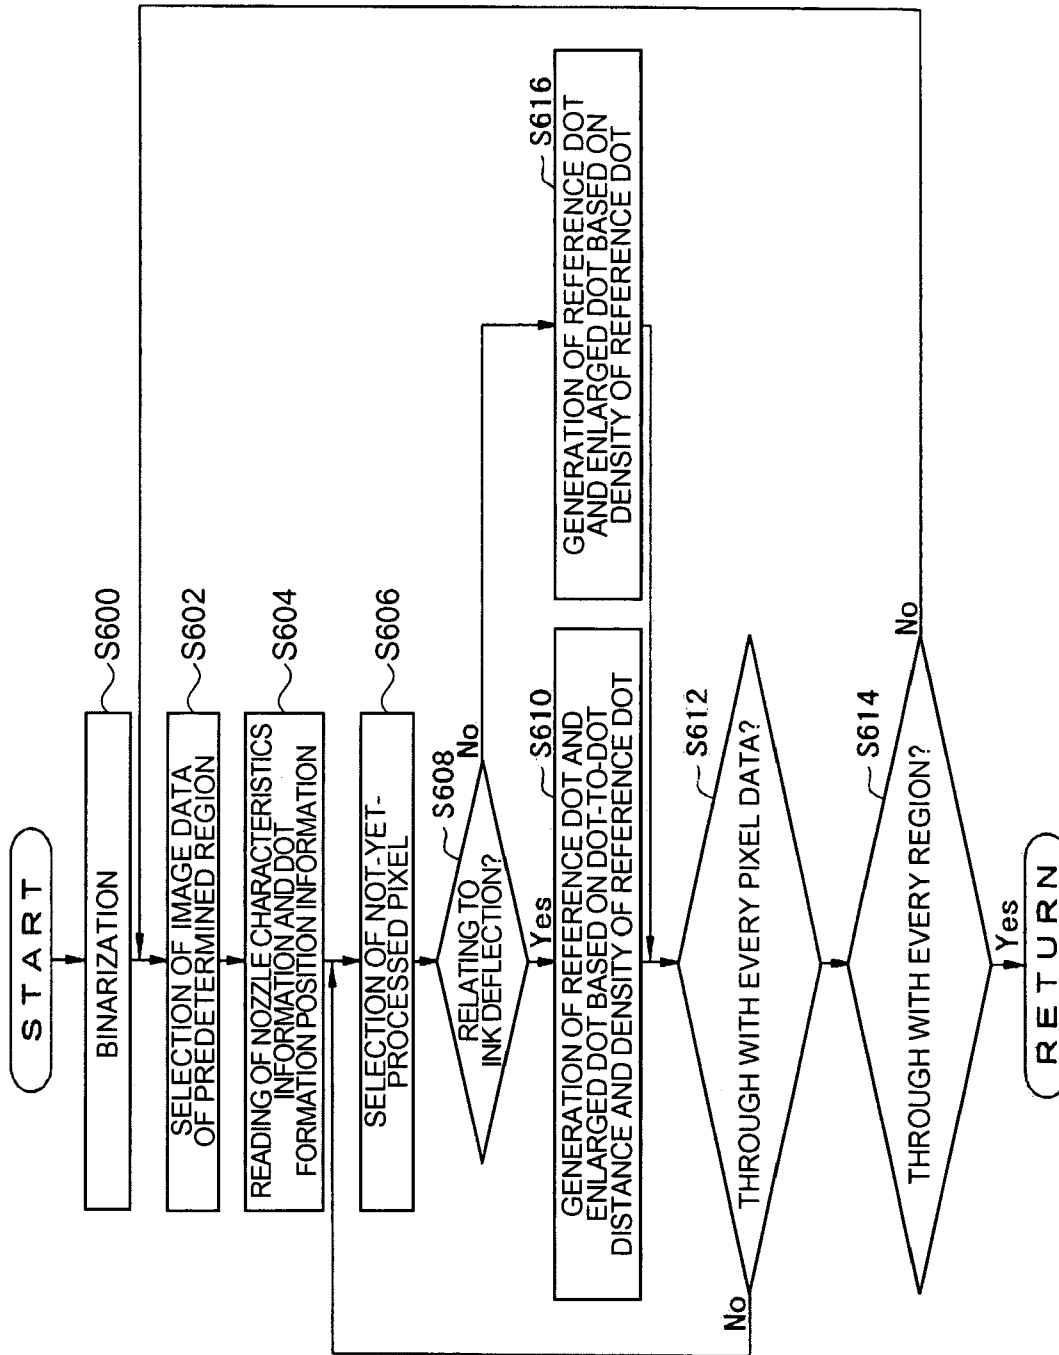 START
BINARIZATION
S600
SELECTION OF IMAGE DATA
OF PREDETERMINED REGION
S602
READING OF NOZZLE CHARACTERISTICS
INFORMATION AND DOT
FORMATION POSITION INFORMATION
S604
SELECTION OF NOT-YET-
PROCESSED PIXEL
S606
RELATING TO
INK DEFLECTION?
S608
No
Yes
GENERATION OF REFERENCE DOT AND
ENLARGED DOT BASED ON DOT-TO-DOT
DISTANCE AND DENSITY OF REFERENCE DOT
S610
GENERATION OF REFERENCE DOT
AND ENLARGED DOT BASED ON
DENSITY OF REFERENCE DOT
S616
THROUGH WITH EVERY PIXEL DATA?
S612
No
THROUGH WITH EVERY REGION?
S614
No
Yes
RETURN